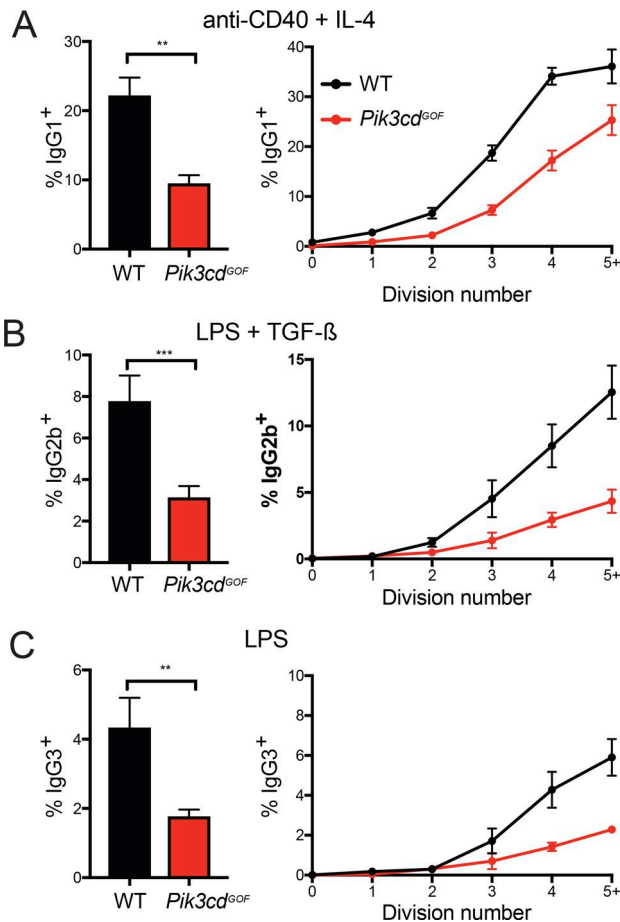 A
anti-CD40 + IL-4
% IgG1+
30
20
10
0
**
WT
Pik3cdGOF
% IgG1+
40
30
20
10
0
WT
Pik3cdGOF
0 1 2 3 4 5+
Division number
B
LPS + TGF-ß
% IgG2b+
10
8
6
4
2
0
***
WT
Pik3cdGOF
% IgG2b+
15
10
5
0
0 1 2 3 4 5+
Division number
C
LPS
% IgG3+
6
4
2
0
**
WT
Pik3cdGOF
% IgG3+
10
8
6
4
2
0
0 1 2 3 4 5+
Division number